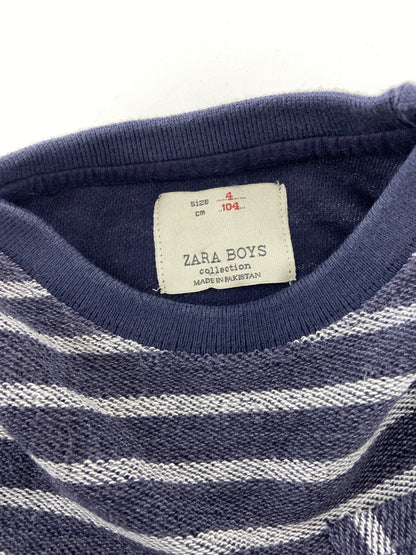 size 4
cm 104
ZARA BOYS
collection
MADE IN PAKISTAN